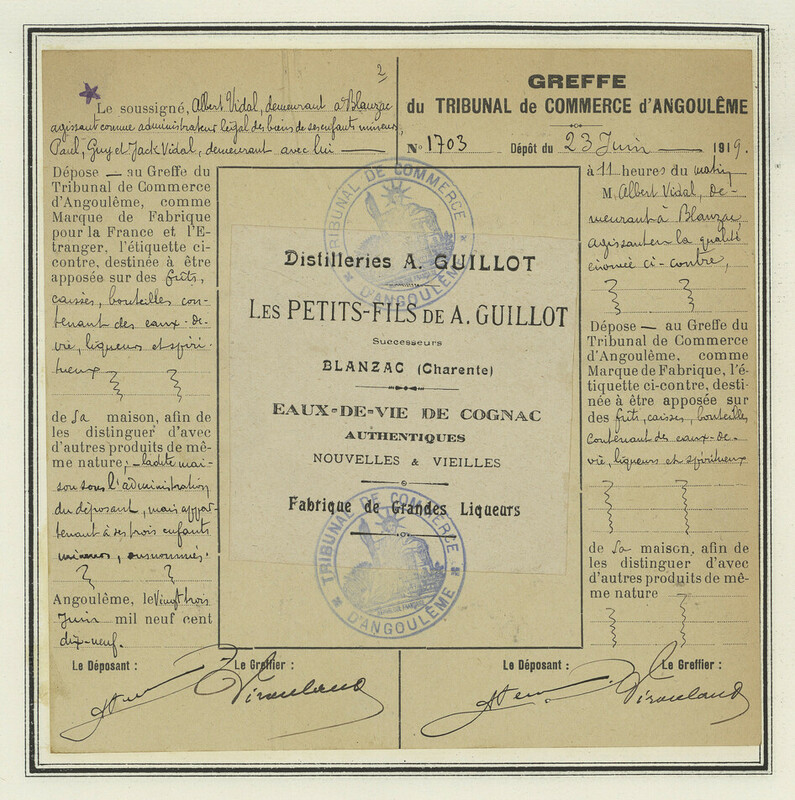 2
Le soussigné, Albert Vidal, demeurant à Blanzac
agissant comme administrateur légal des biens de ses enfants mineurs,
Paul, Guy et Jack Vidal, demeurant avec lui —
Dépose — au Greffe du
Tribunal de Commerce
d'Angoulême, comme
Marque de Fabrique
pour la France et l'E-
tranger, l'étiquette ci-
contre, destinée à être
apposée sur des fûts,
caisses, bouteilles con-
tenant des eaux-de-
vie, liqueurs et spiri-
tueux
de sa maison, afin de
les distinguer d'avec
d'autres produits de mê-
me nature, ladite mai-
son sous l'administration
du déposant, mais appar-
tenant à ses trois enfants
mineurs, susnommés.
Angoulême, le vingt trois
Juin mil neuf cent
dix-neuf.
Le Déposant :
Le Greffier :
TRIBUNAL DE COMMERCE
D'ANGOULÊME
Distilleries A. GUILLOT
LES PETITS-FILS DE A. GUILLOT
Successeurs
BLANZAC (Charente)
EAUX-DE-VIE DE COGNAC
AUTHENTIQUES
NOUVELLES & VIEILLES
Fabrique de Grandes Liqueurs
TRIBUNAL DE COMMERCE
D'ANGOULÊME
GREFFE
du TRIBUNAL de COMMERCE d'ANGOULÊME
N° 1703 Dépôt du 23 Juin — 1919.
à 11 heures du matin
M. Albert Vidal, de-
meurant à Blanzac,
agissant en la qualité
énoncée ci-contre,
Dépose — au Greffe du
Tribunal de Commerce
d'Angoulême, comme
Marque de Fabrique, l'é-
tiquette ci-contre, desti-
née à être apposée sur
des fûts, caisses, bouteilles
contenant des eaux-de-
vie, liqueurs et spiritueux
de sa maison, afin de
les distinguer d'avec
d'autres produits de mê-
me nature
Le Déposant :
Le Greffier :